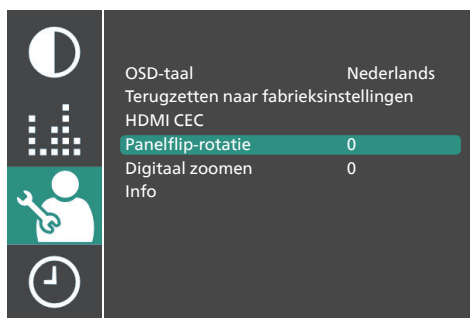 OSD-taal Nederlands
Terugzetten naar fabrieksinstellingen
HDMI CEC
Panelflip-rotatie 0
Digitaal zoomen 0
Info